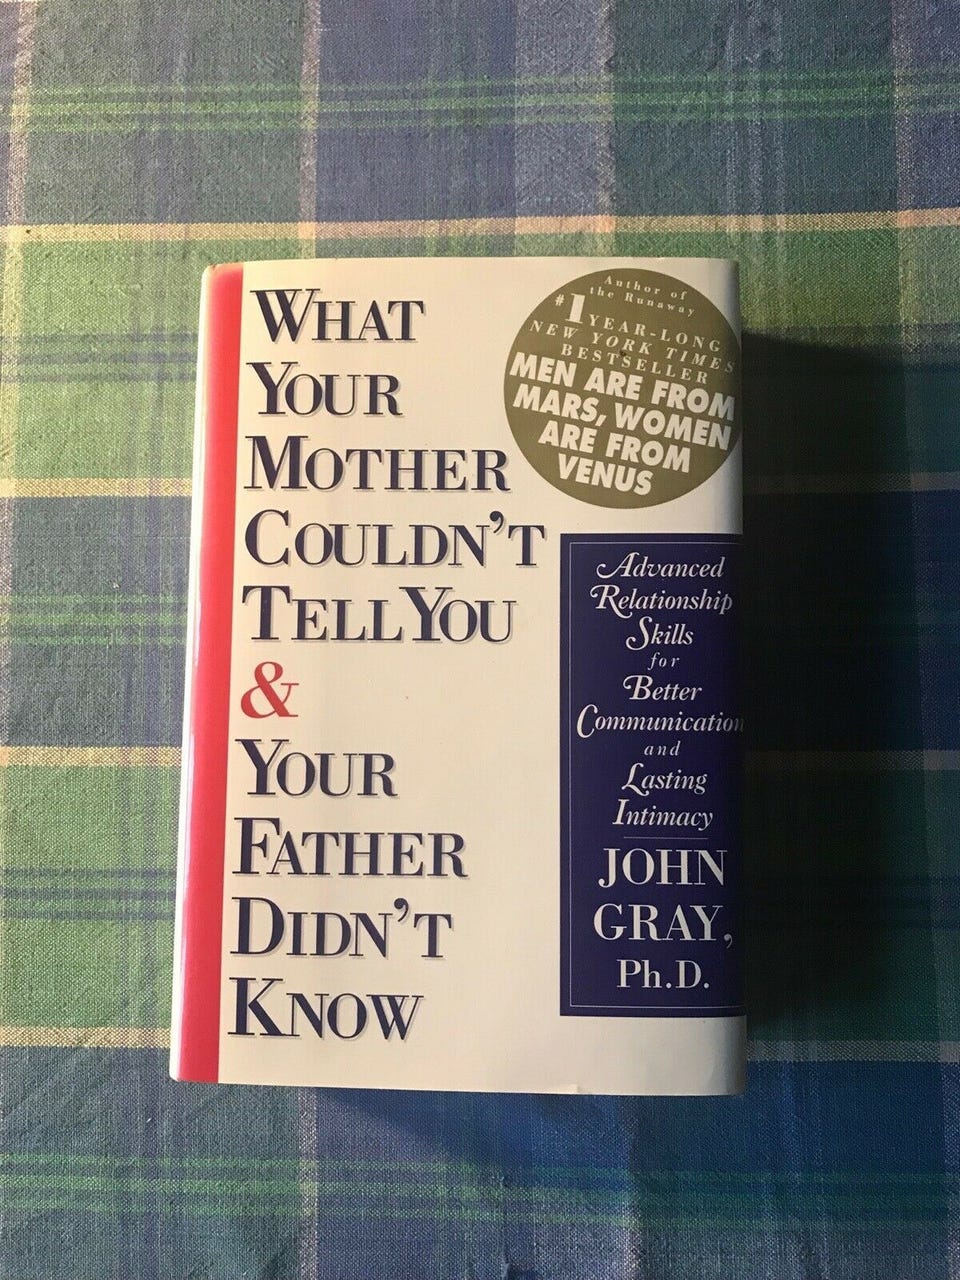 WHAT
YOUR
MOTHER
COULDN'T
TELL YOU
&
YOUR
FATHER
DIDN'T
KNOW
Author of
the Runaway
#1 YEAR-LONG
NEW YORK TIMES
BESTSELLER
MEN ARE FROM
MARS, WOMEN
ARE FROM
VENUS
Advanced
Relationship
Skills
for
Better
Communication
and
Lasting
Intimacy
JOHN
GRAY,
Ph.D.